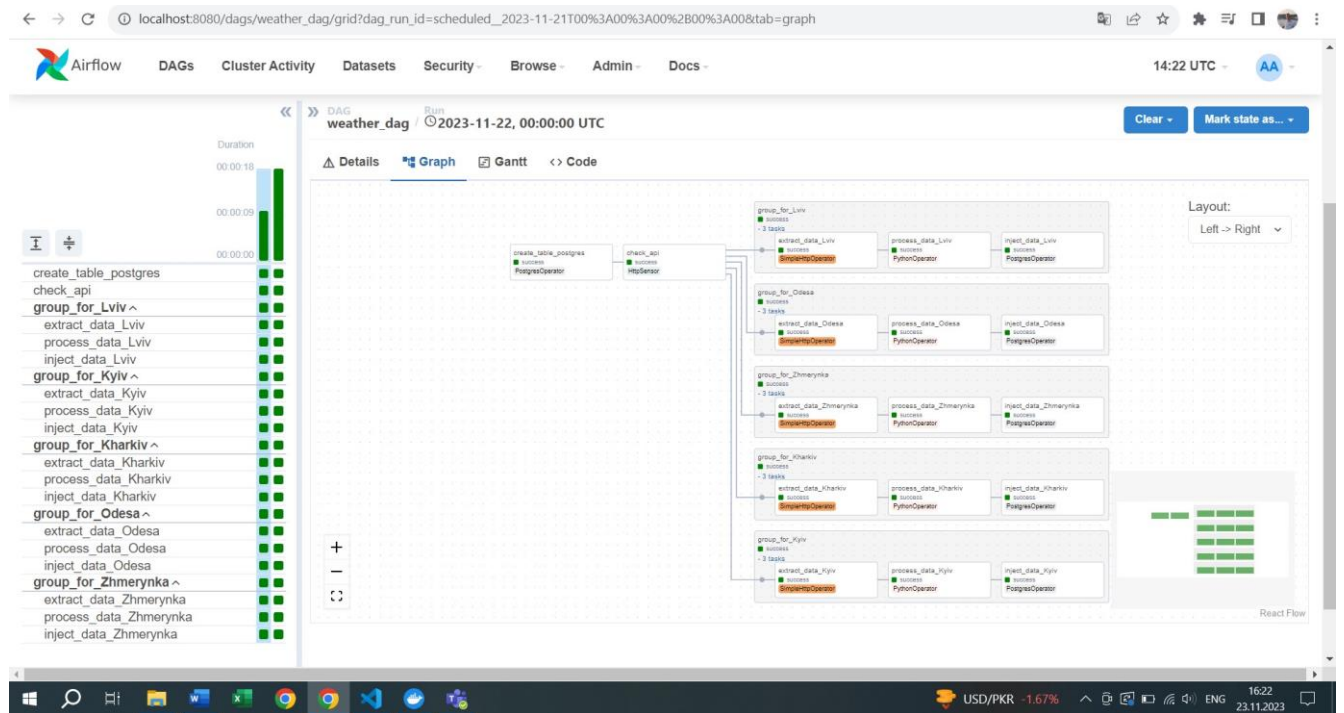 localhost:8080/dags/weather_dag/grid?dag_run_id=scheduled__2023-11-21T00%3A00%3A00%2B00%3A00&tab=graph
Airflow DAGs Cluster Activity Datasets Security Browse Admin Docs 14:22 UTC AA
DAG Run
weather_dag / 2023-11-22, 00:00:00 UTC
Clear Mark state as...
Details Graph Gantt <> Code
Duration
00:00:18
00:00:09
00:00:00
create_table_postgres
check_api
group_for_Lviv
extract_data_Lviv
process_data_Lviv
inject_data_Lviv
group_for_Kyiv
extract_data_Kyiv
process_data_Kyiv
inject_data_Kyiv
group_for_Kharkiv
extract_data_Kharkiv
process_data_Kharkiv
inject_data_Kharkiv
group_for_Odesa
extract_data_Odesa
process_data_Odesa
inject_data_Odesa
group_for_Zhmerynka
extract_data_Zhmerynka
process_data_Zhmerynka
inject_data_Zhmerynka
create_table_postgres check_api
success success
PostgresOperator HttpSensor
group_for_Lviv
success
- 3 tasks
extract_data_Lviv process_data_Lviv inject_data_Lviv
success success success
SimpleHttpOperator PythonOperator PostgresOperator
group_for_Odesa
success
- 3 tasks
extract_data_Odesa process_data_Odesa inject_data_Odesa
success success success
SimpleHttpOperator PythonOperator PostgresOperator
group_for_Zhmerynka
success
- 3 tasks
extract_data_Zhmerynka process_data_Zhmerynka inject_data_Zhmerynka
success success success
SimpleHttpOperator PythonOperator PostgresOperator
group_for_Kharkiv
success
- 3 tasks
extract_data_Kharkiv process_data_Kharkiv inject_data_Kharkiv
success success success
SimpleHttpOperator PythonOperator PostgresOperator
group_for_Kyiv
success
- 3 tasks
extract_data_Kyiv process_data_Kyiv inject_data_Kyiv
success success success
SimpleHttpOperator PythonOperator PostgresOperator
Layout:
Left -> Right
React Flow
USD/PKR -1.67% ENG 16:22
23.11.2023